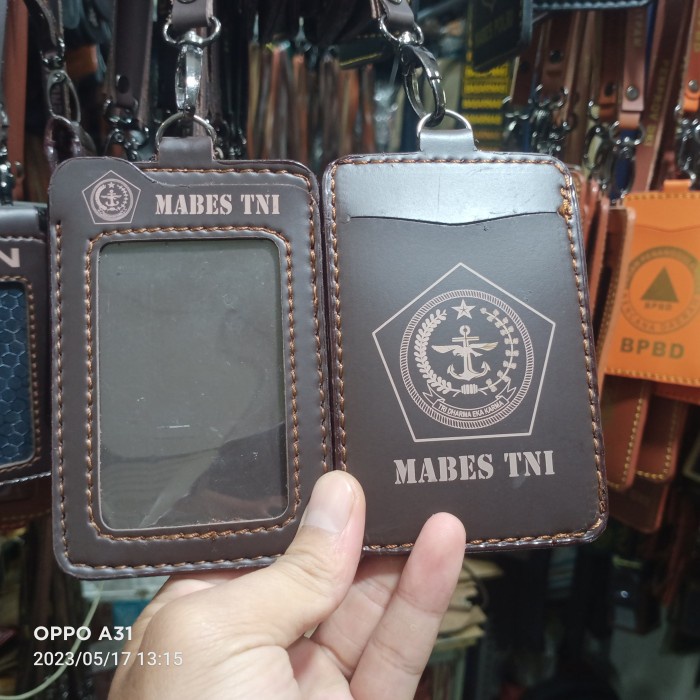 MABES TNI
TRI DHARMA EKA KARMA
MABES TNI
N
BPBD
BPBD
OPPO A31
2023/05/17 13:15